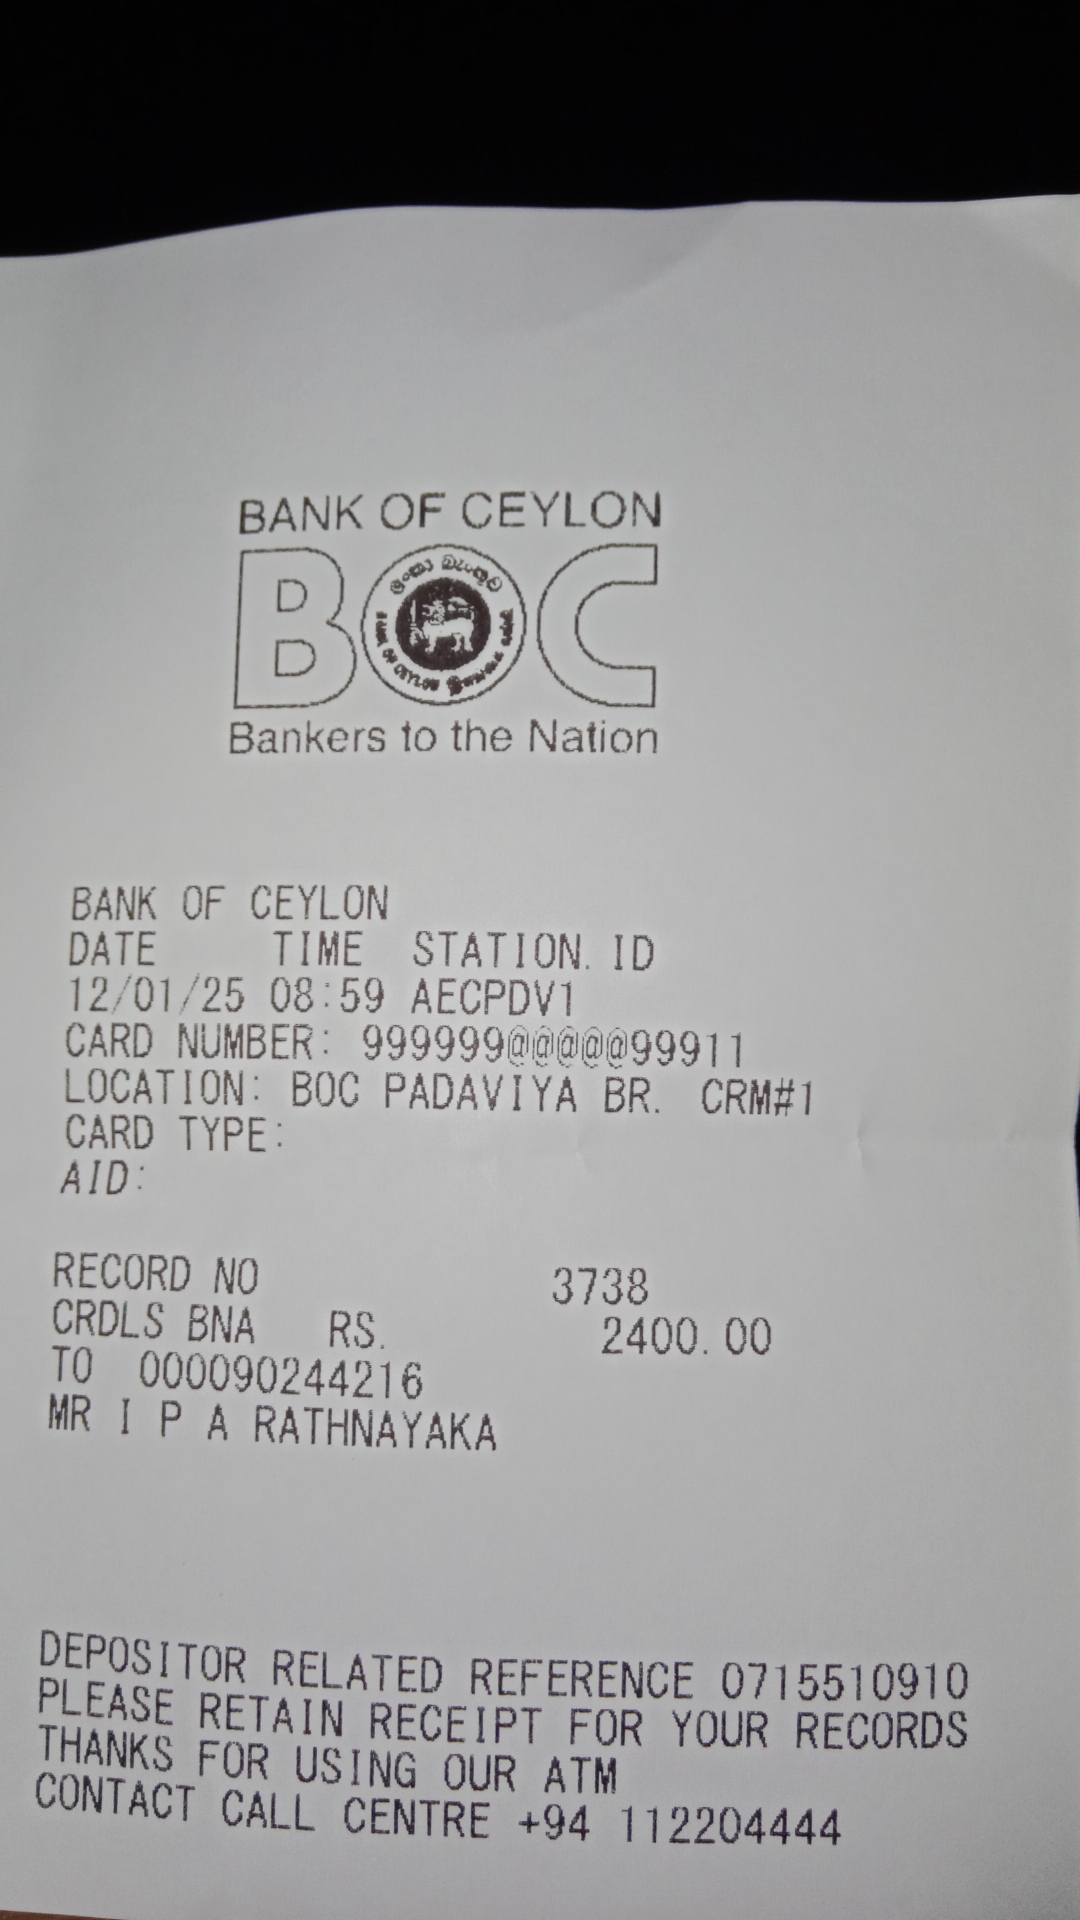 BANK OF CEYLON
BOC
ලංකා බැංකුව
BANK OF CEYLON
Bankers to the Nation
BANK OF CEYLON
DATE TIME STATION. ID
12/01/25 08:59 AECPDV1
CARD NUMBER: 999999@@@@@99911
LOCATION: BOC PADAVIYA BR. CRM#1
CARD TYPE:
AID:
RECORD NO 3738
CRDLS BNA RS. 2400.00
TO 000090244216
MR I P A RATHNAYAKA
DEPOSITOR RELATED REFERENCE 0715510910
PLEASE RETAIN RECEIPT FOR YOUR RECORDS
THANKS FOR USING OUR ATM
CONTACT CALL CENTRE +94 112204444